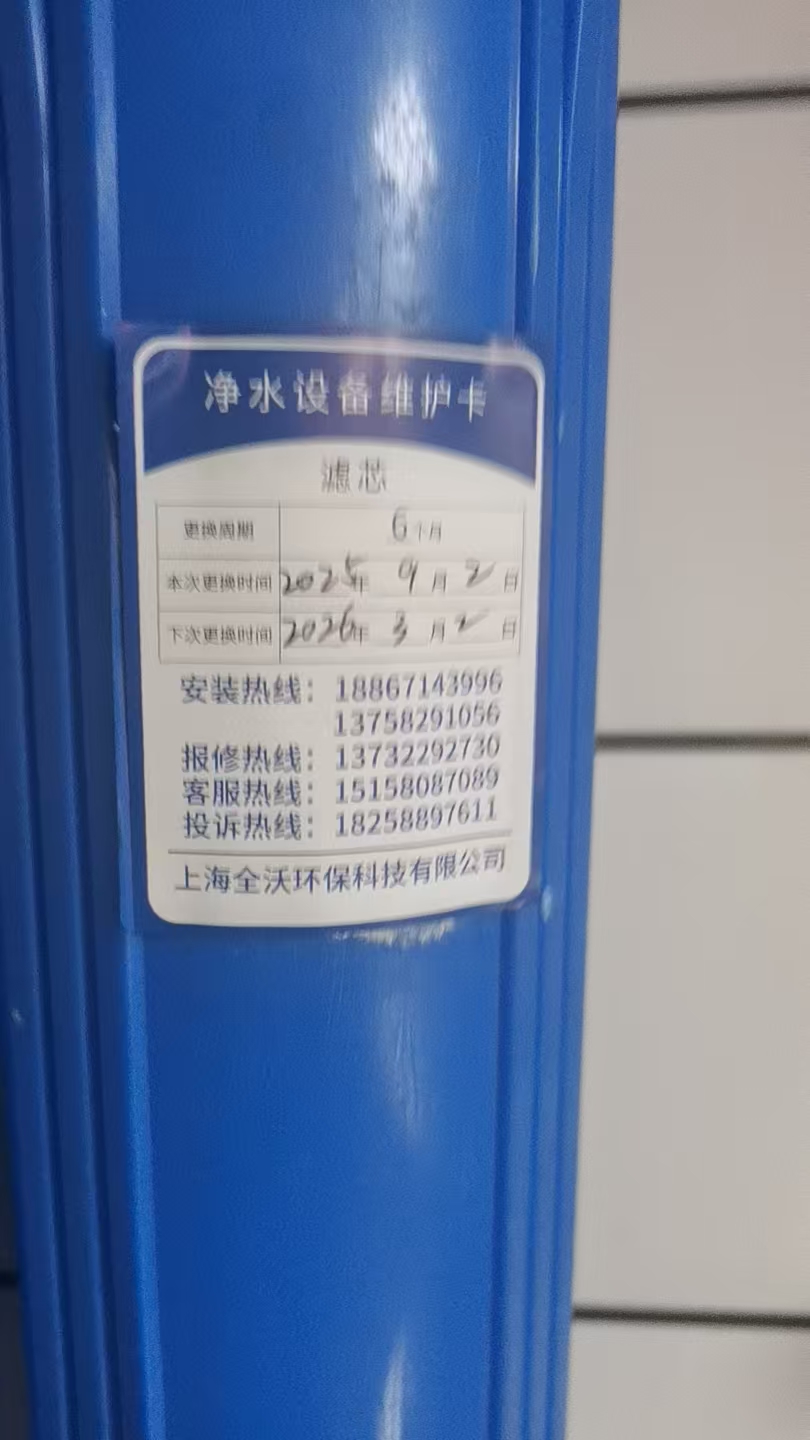 净水设备维护卡
滤芯
更换周期 6个月
本次更换时间 2025年 9月 2日
下次更换时间 2026年 3月 2日
安装热线：18867143996
13758291056
报修热线：13732292730
客服热线：15158087089
投诉热线：18258897611
上海全沃环保科技有限公司